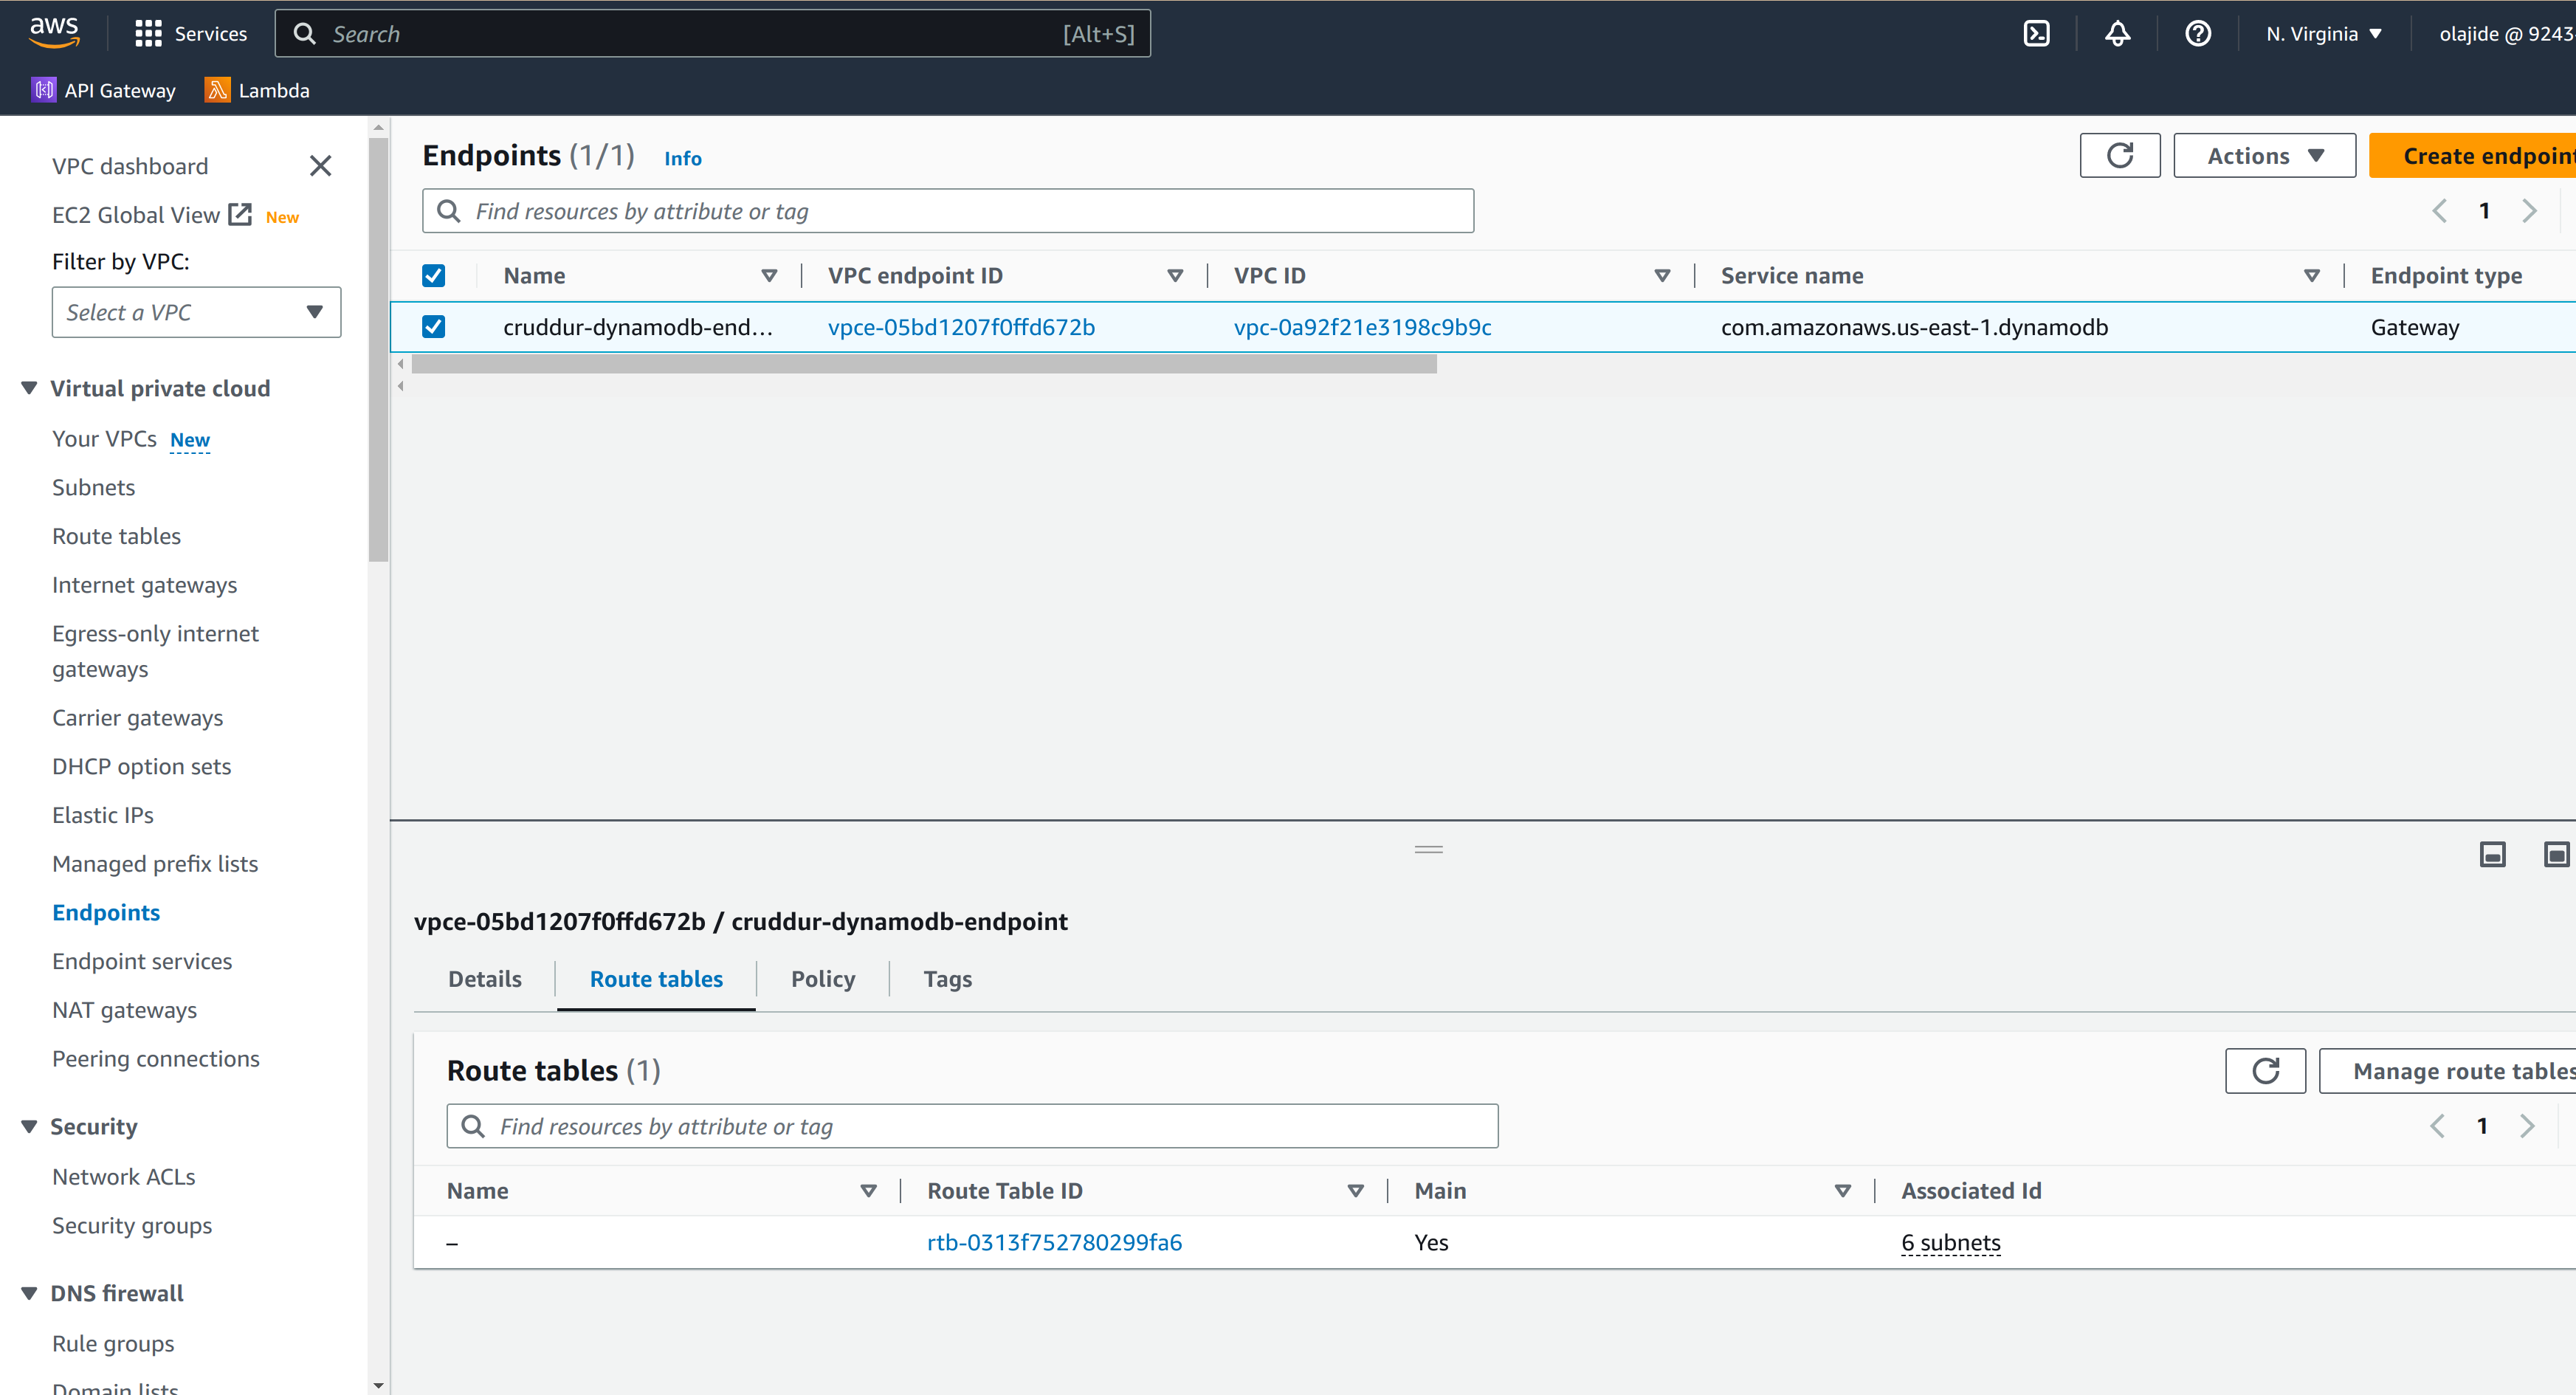 aws Services Search [Alt+S] N. Virginia olajide @ 9243
API Gateway Lambda
VPC dashboard
EC2 Global View New
Filter by VPC:
Select a VPC
Virtual private cloud
Your VPCs New
Subnets
Route tables
Internet gateways
Egress-only internet
gateways
Carrier gateways
DHCP option sets
Elastic IPs
Managed prefix lists
Endpoints
Endpoint services
NAT gateways
Peering connections
Security
Network ACLs
Security groups
DNS firewall
Rule groups
Domain lists
Endpoints (1/1) Info Actions Create endpoint
Find resources by attribute or tag 1
Name VPC endpoint ID VPC ID Service name Endpoint type
cruddur-dynamodb-end... vpce-05bd1207f0ffd672b vpc-0a92f21e3198c9b9c com.amazonaws.us-east-1.dynamodb Gateway
vpce-05bd1207f0ffd672b / cruddur-dynamodb-endpoint
Details Route tables Policy Tags
Route tables (1) Manage route tables
Find resources by attribute or tag 1
Name Route Table ID Main Associated Id
– rtb-0313f752780299fa6 Yes 6 subnets